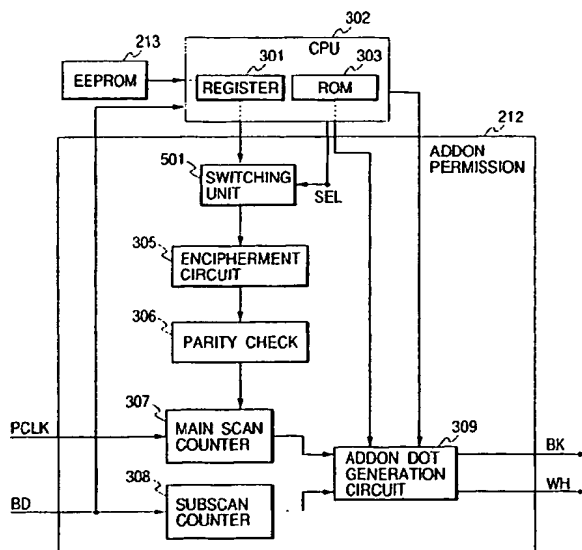 302
213
CPU
301
303
EEPROM
REGISTER
ROM
212
ADDON
PERMISSION
501
SWITCHING
UNIT
SEL
305
ENCIPHERMENT
CIRCUIT
306
PARITY CHECK
307
309
PCLK
MAIN SCAN
COUNTER
ADDON DOT
GENERATION
CIRCUIT
BK
WH
308
BD
SUBSCAN
COUNTER